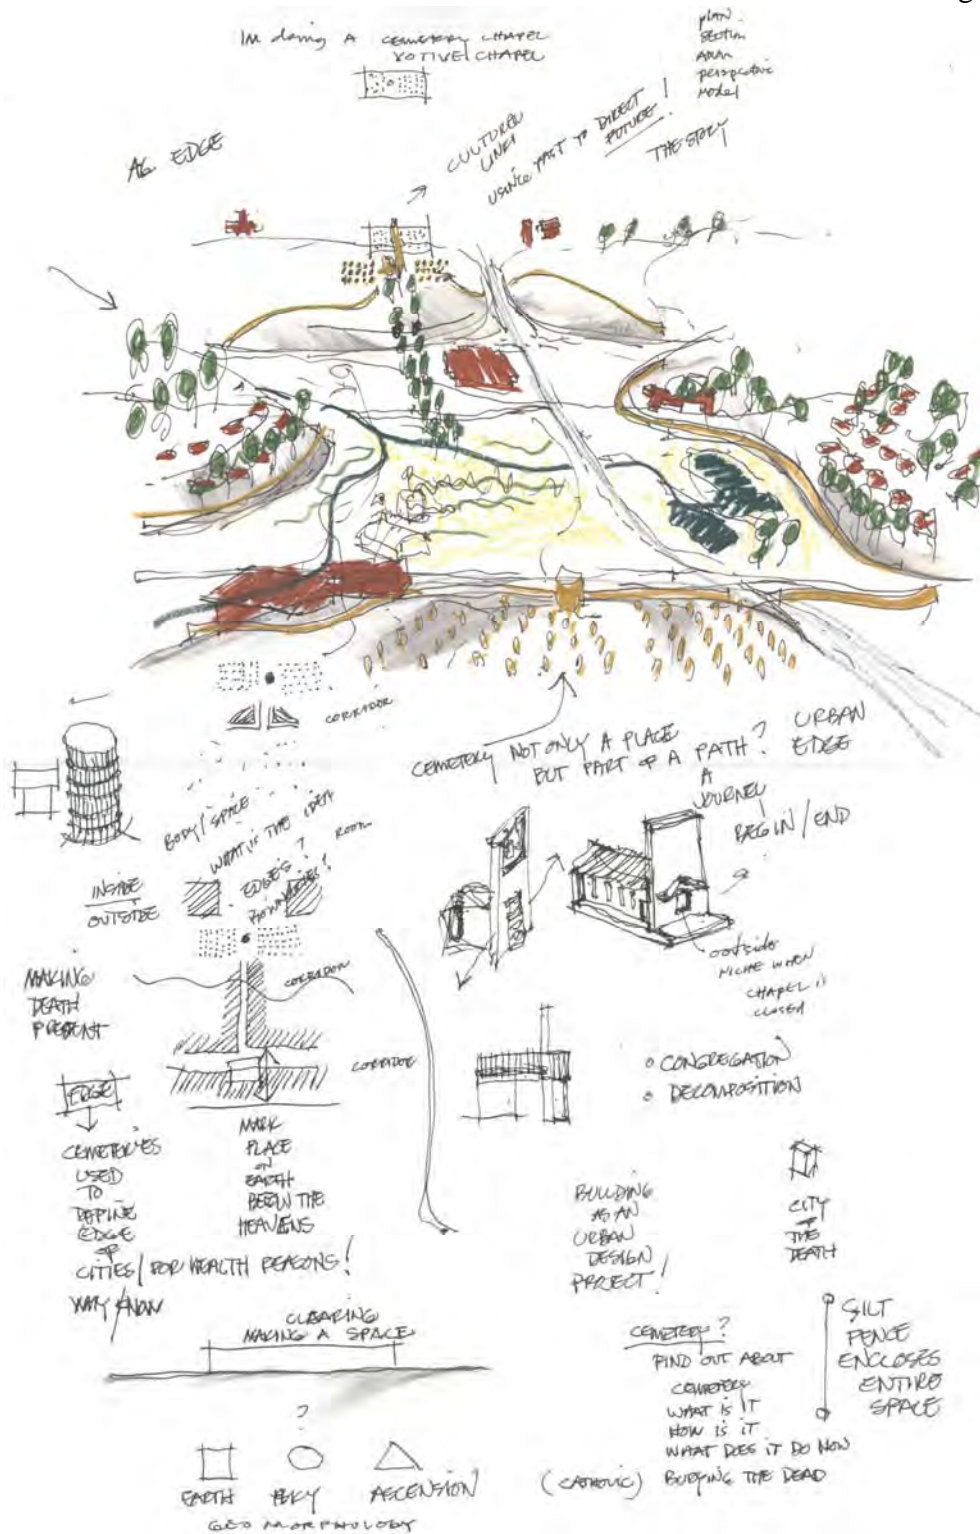 IM doing A CEMETERY CHAPEL
VOTIVE CHAPEL
PLAN
SECTION
perspective
Model
AG EDGE
CULTURAL
LINK
USING PAST TO DIRECT
FUTURE!
THE STORY
CORRIDOR
CEMETERY NOT ONLY A PLACE
BUT PART OF A PATH?
URBAN
EDGE
A
JOURNEY
BEGIN/END
BODY/SPACE
WHAT IS THE IDEA
EDGES?
ROOM
BOUNDARIES!
INSIDE
OUTSIDE
outside
NICHE WHEN
CHAPEL IS
CLOSED
MAKING
DEATH
PRESENT
CORRIDOR
CORRIDOR
o CONGREGATION
o DECOMPOSITION
EDGE
CEMETERIES
USED
TO
DEFINE
EDGE
OF
CITIES/FOR HEALTH REASONS!
MARK
PLACE
ON
EARTH
BELOW THE
HEAVENS
BUILDING
AS AN
URBAN
DESIGN
PROJECT!
CITY
OF
THE
DEATH
CLEARING
MAKING A SPACE
CEMETERY?
FIND OUT ABOUT
CEMETERY
WHAT IS IT
HOW IS IT
WHAT DOES IT DO NOW
(CATHOLIC) BURYING THE DEAD
SILT
FENCE
ENCLOSES
ENTIRE
SPACE
?
EARTH SKY ASCENSION
GEO MORPHOLOGY